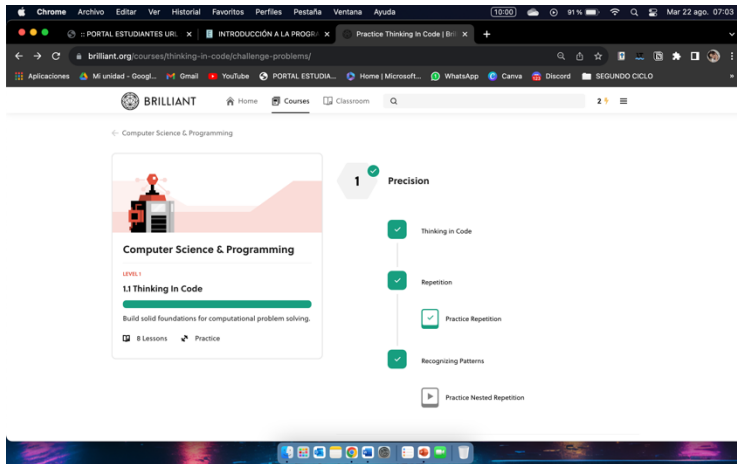 Chrome Archivo Editar Ver Historial Favoritos Perfiles Pestaña Ventana Ayuda (10:00) 91 % Mar 22 ago. 07:03
:: PORTAL ESTUDIANTES URL INTRODUCCIÓN A LA PROGRA Practice Thinking In Code | Bri
brilliant.org/courses/thinking-in-code/challenge-problems/
Aplicaciones Mi unidad - Googl... Gmail YouTube PORTAL ESTUDIA... Home | Microsoft... WhatsApp Canva Discord SEGUNDO CICLO »
BRILLIANT Home Courses Classroom 2
← Computer Science & Programming
1 Precision
Thinking in Code
Computer Science & Programming
LEVEL 1
1.1 Thinking In Code
Repetition
Build solid foundations for computational problem solving.
Practice Repetition
8 Lessons Practice
Recognizing Patterns
Practice Nested Repetition